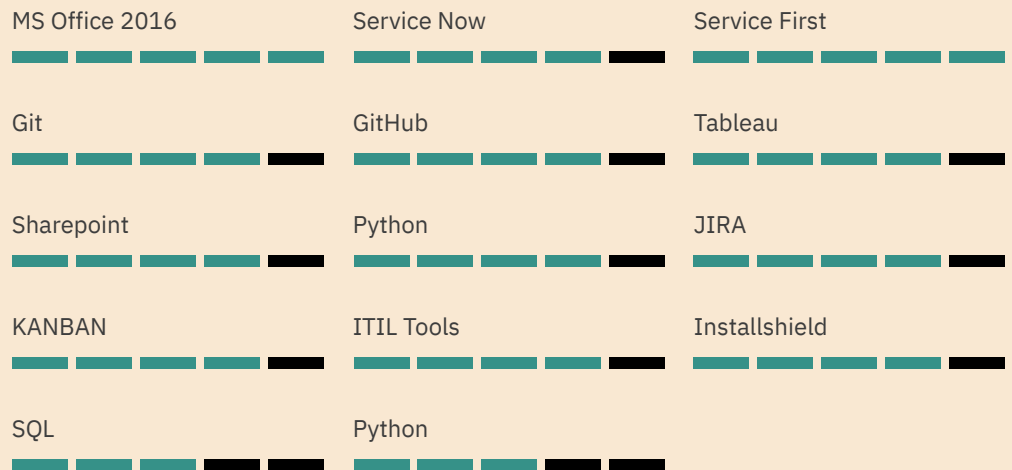 MS Office 2016
Service Now
Service First
Git
GitHub
Tableau
Sharepoint
Python
JIRA
KANBAN
ITIL Tools
Installshield
SQL
Python